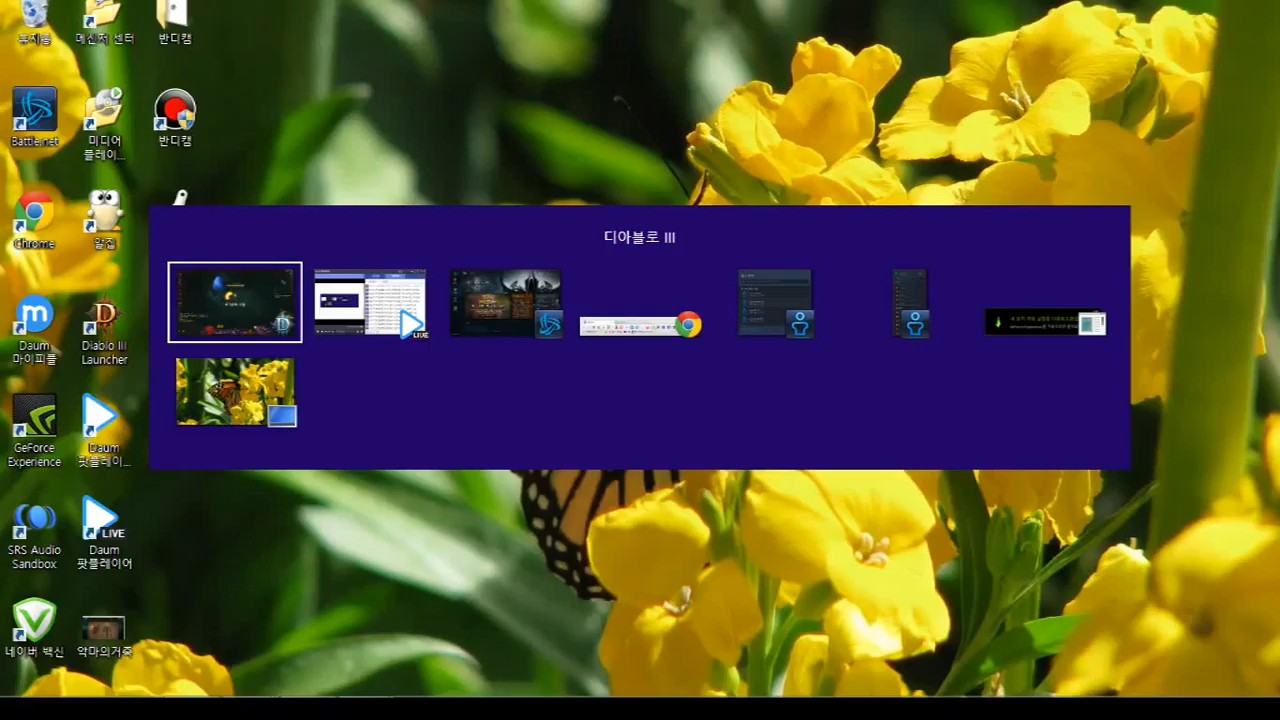 휴지통
메신저 센터
반디캠
Battle.net
미디어
플레이...
반디캠
Chrome
알집
디아블로 III
LIVE
Daum
마이피플
Diablo III
Launcher
GeForce
Experience
Daum
팟플레이...
SRS Audio
Sandbox
LIVE
Daum
팟플레이어
네이버 백신
악마의거죽